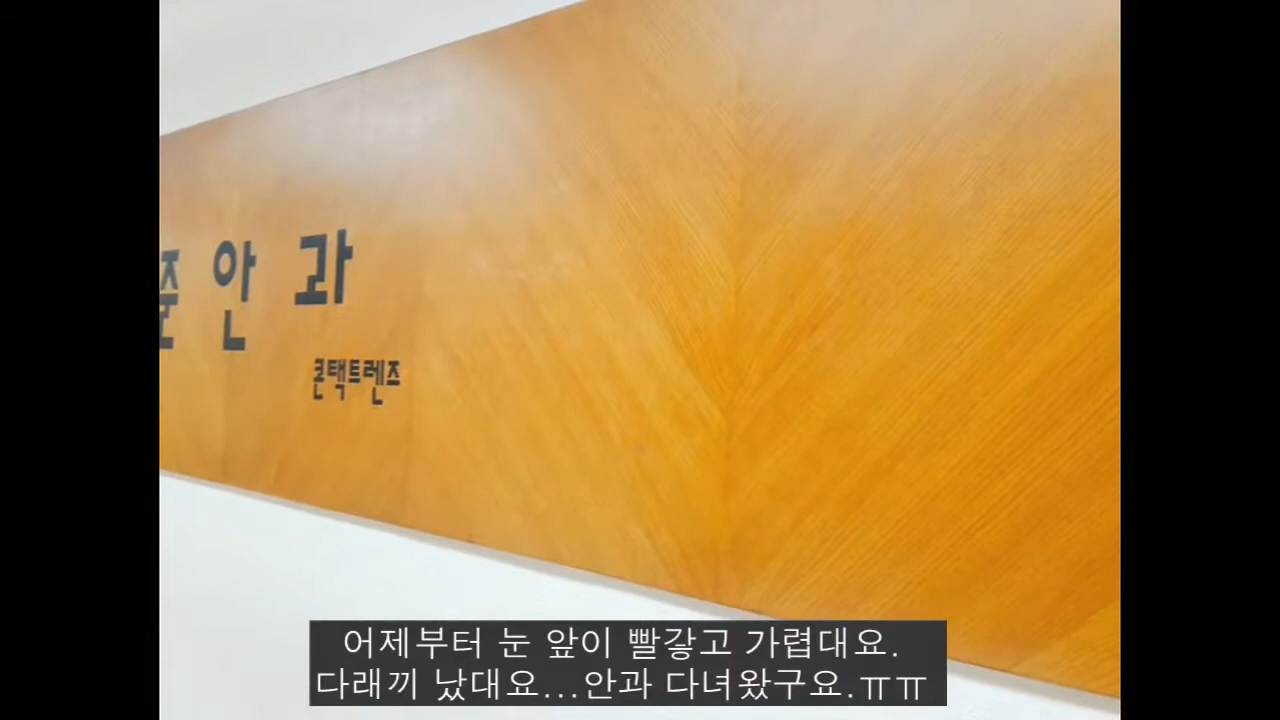 안과
콘택트렌즈
어제부터 눈 앞이 빨갛고 가렵대요.
다래끼 났대요...안과 다녀왔구요.ㅠㅠ